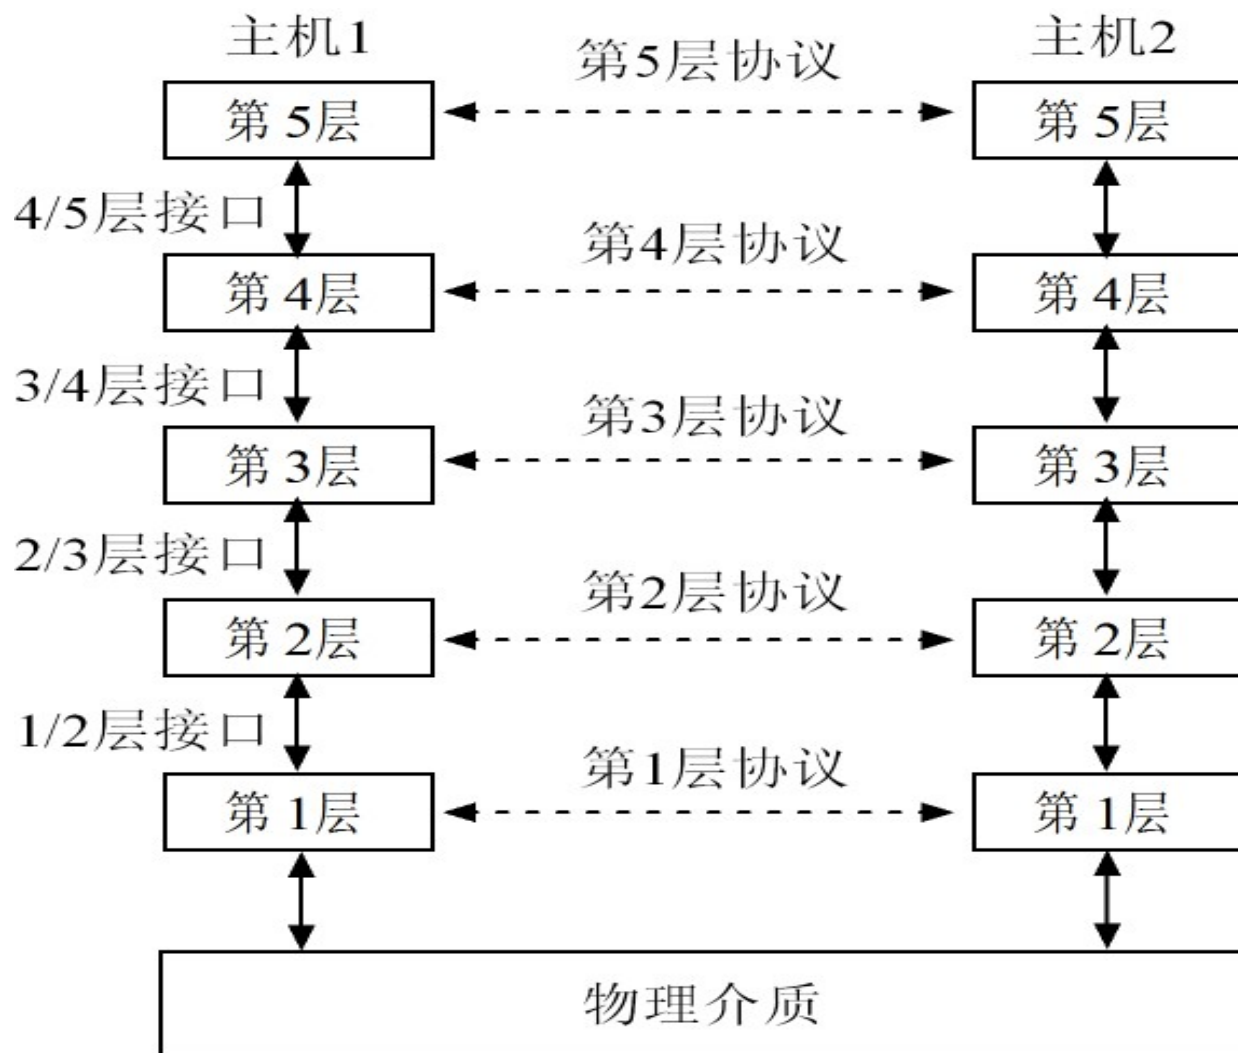 主机1
主机2
第5层协议
第 5层
第 5层
4/5层接口
第4层协议
第 4层
第 4层
3/4层接口
第3层协议
第 3层
第 3层
2/3层接口
第2层协议
第 2层
第 2层
1/2层接口
第1层协议
第 1层
第 1层
物理介质